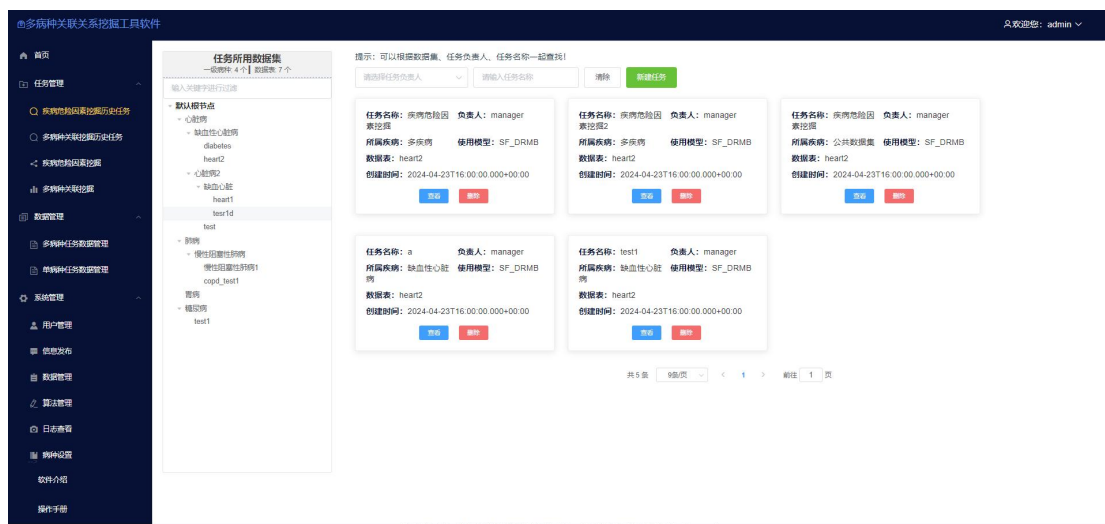 多病种关联关系挖掘工具软件
欢迎您：admin
首页
任务管理
疾病危险因素挖掘历史任务
多病种关联挖掘历史任务
疾病危险因素挖掘
多病种关联挖掘
数据管理
多病种任务数据管理
单病种任务数据管理
系统管理
用户管理
信息发布
数据管理
算法管理
日志查看
病种设置
软件介绍
操作手册
任务所用数据集
一级病种: 4 个 数据表: 7 个
输入关键字进行过滤
默认根节点
心脏病
缺血性心脏病
diabetes
heart2
心脏病2
缺血心脏
heart1
tesr1d
test
肺病
慢性阻塞性肺病
慢性阻塞性肺病1
copd_test1
胃病
糖尿病
test1
提示：可以根据数据集、任务负责人、任务名称一起查找！
请选择任务负责人 请输入任务名称 清除 新建任务
任务名称：疾病危险因素挖掘 负责人：manager
所属疾病：多疾病 使用模型：SF_DRMB
数据表：heart2
创建时间：2024-04-23T16:00:00.000+00:00
查看 删除
任务名称：疾病危险因素挖掘2 负责人：manager
所属疾病：多疾病 使用模型：SF_DRMB
数据表：heart2
创建时间：2024-04-23T16:00:00.000+00:00
查看 删除
任务名称：疾病危险因素挖掘 负责人：manager
所属疾病：公共数据集 使用模型：SF_DRMB
数据表：heart2
创建时间：2024-04-23T16:00:00.000+00:00
查看 删除
任务名称：a 负责人：manager
所属疾病：缺血性心脏病 使用模型：SF_DRMB
数据表：heart2
创建时间：2024-04-23T16:00:00.000+00:00
查看 删除
任务名称：test1 负责人：manager
所属疾病：缺血性心脏病 使用模型：SF_DRMB
数据表：heart2
创建时间：2024-04-23T16:00:00.000+00:00
查看 删除
共 5 条 9条/页 < 1 > 前往 1 页